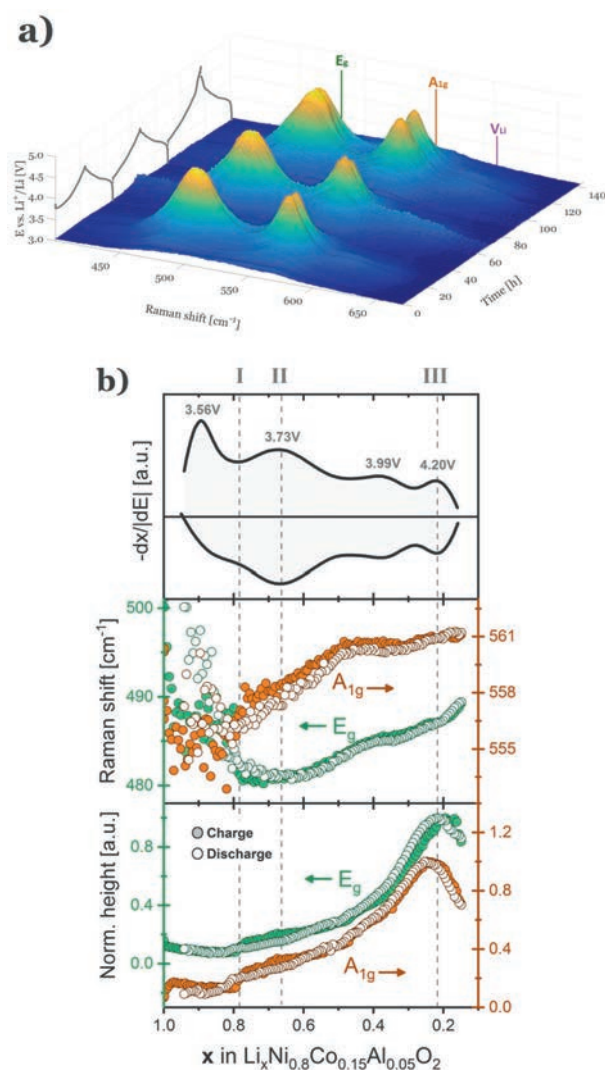 a)
Eg
A1g
VLi
E vs. Li+/Li [V]
5.0
4.5
4.0
3.5
3.0
450
500
550
600
650
Raman shift [cm⁻¹]
0
20
40
60
80
100
120
140
Time [h]
b)
I II III
3.56V
3.73V
3.99V
4.20V
-dx/|dE| [a.u.]
500
490
480
Raman shift [cm⁻¹]
561
558
555
A1g
Eg
Charge
Discharge
Norm. height [a.u.]
0.8
0.4
0.0
1.2
0.8
0.4
0.0
Eg
A1g
1.0 0.8 0.6 0.4 0.2
x in LixNi0.8Co0.15Al0.05O2